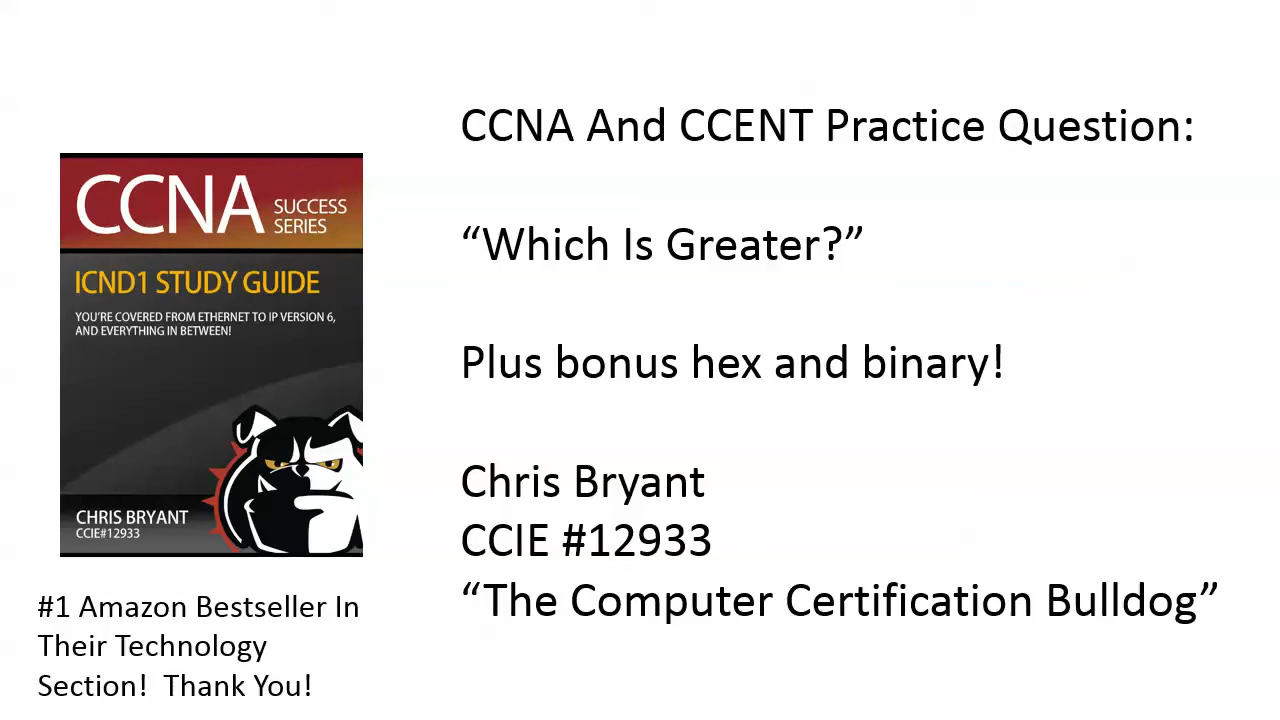 CCNA And CCENT Practice Question:
“Which Is Greater?”
Plus bonus hex and binary!
Chris Bryant
CCIE #12933
“The Computer Certification Bulldog”
CCNA SUCCESS
SERIES
ICND1 STUDY GUIDE
YOU'RE COVERED FROM ETHERNET TO IP VERSION 6,
AND EVERYTHING IN BETWEEN!
CHRIS BRYANT
CCIE#12933
#1 Amazon Bestseller In
Their Technology
Section! Thank You!